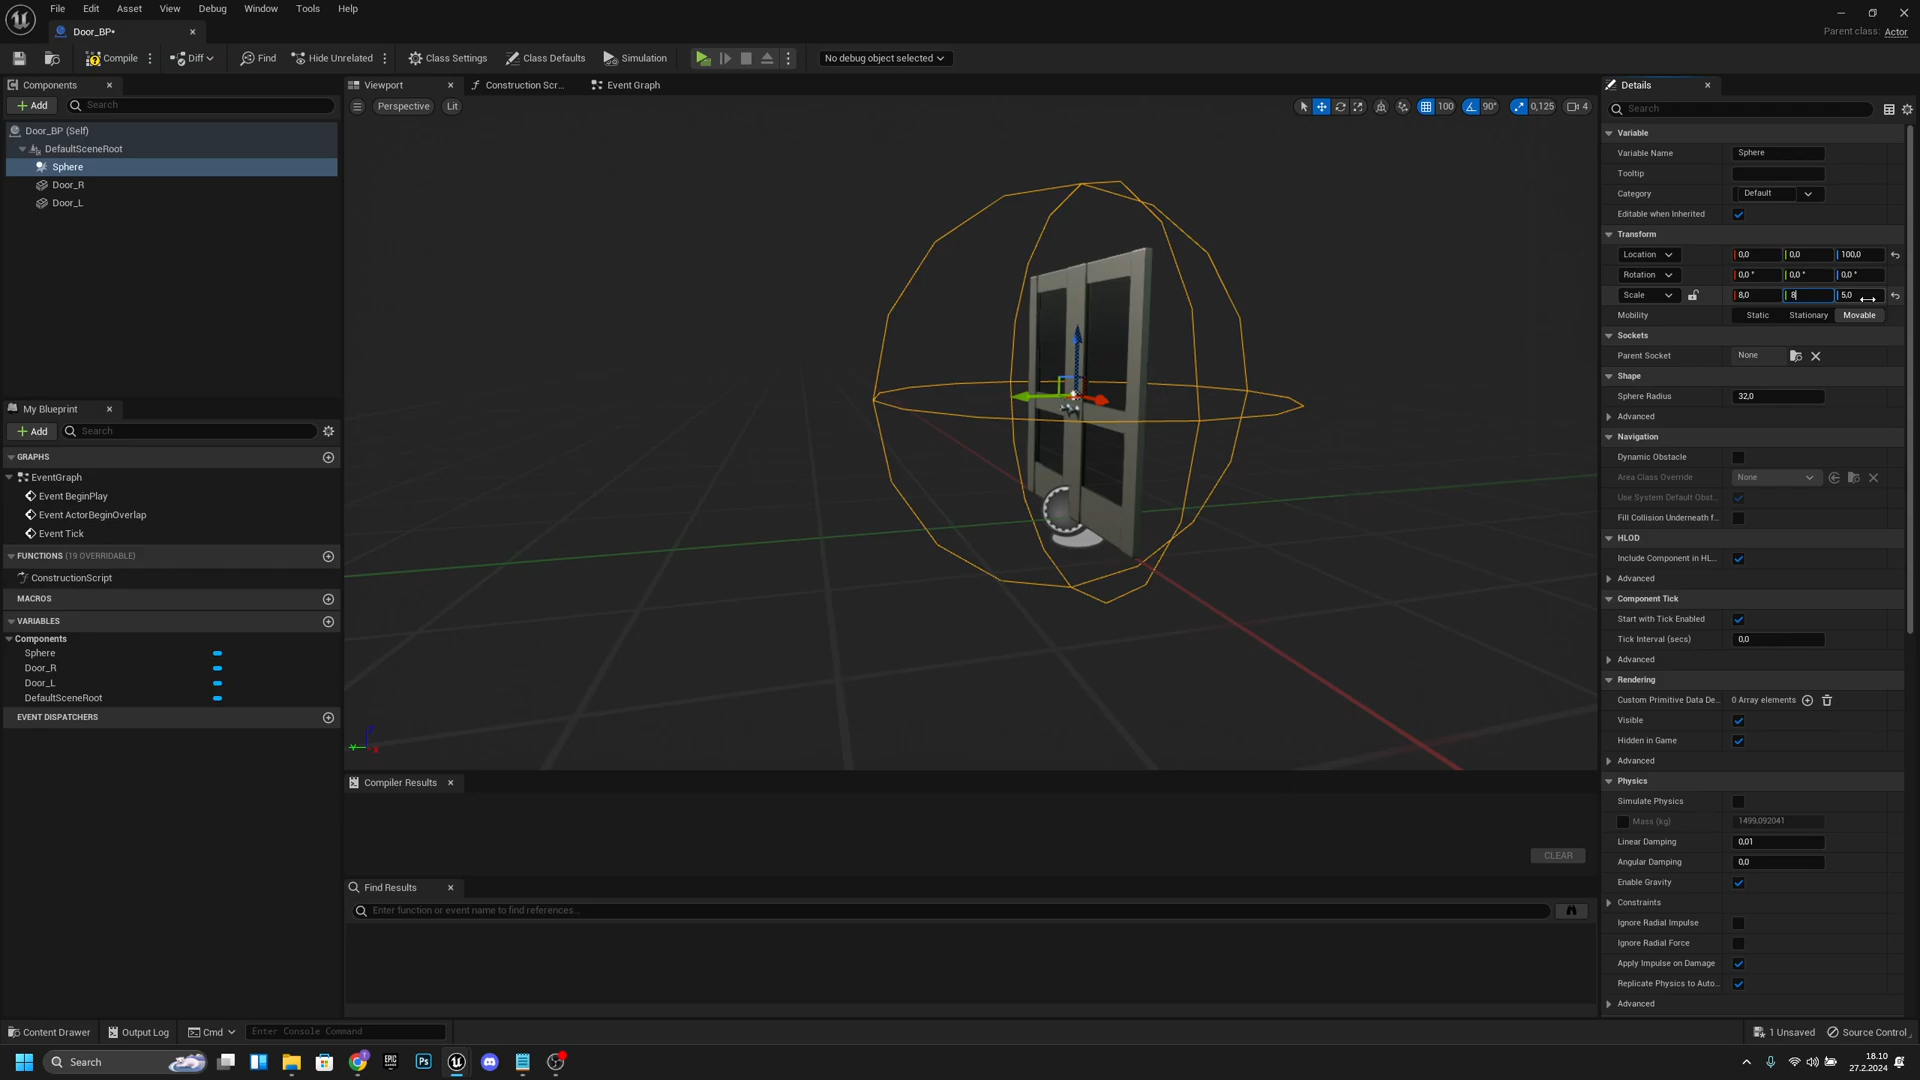 File Edit Asset View Window Debug Tools Help
Door_BP•
Parent class: Actor
Compile Diff Find Hide Unrelated Class Settings Class Defaults Simulation No debug object selected
Components
Add Search
Door_BP (Self)
DefaultSceneRoot
Sphere
Door_R
Door_L
My Blueprint
Add Search
GRAPHS
EventGraph
Event BeginPlay
Event ActorBeginOverlap
Event Tick
FUNCTIONS (19 OVERRIDABLE)
ConstructionScript
MACROS
VARIABLES
Components
Sphere
Door_R
Door_L
DefaultSceneRoot
EVENT DISPATCHERS
Viewport Construction Scr... Event Graph
Perspective Lit 100 90° 0,125 4
Compiler Results
CLEAR
Find Results
Enter function or event name to find references...
Details
Search
Variable
Variable Name Sphere
Tooltip
Category Default
Editable when Inherited
Transform
Location 0,0 0,0 100,0
Rotation 0,0 ° 0,0 ° 0,0 °
Scale 8,0 8 5,0
Mobility Static Stationary Movable
Sockets
Parent Socket None
Shape
Sphere Radius 32,0
Advanced
Navigation
Dynamic Obstacle
Area Class Override None
Use System Default Obst...
Fill Collision Underneath f...
HLOD
Include Component in HL...
Advanced
Component Tick
Start with Tick Enabled
Tick Interval (secs) 0,0
Advanced
Rendering
Custom Primitive Data De... 0 Array elements
Visible
Hidden in Game
Advanced
Physics
Simulate Physics
Mass (kg) 1499,092041
Linear Damping 0,01
Angular Damping 0,0
Enable Gravity
Constraints
Ignore Radial Impulse
Ignore Radial Force
Apply Impulse on Damage
Replicate Physics to Auto...
Advanced
Content Drawer Output Log Cmd Enter Console Command 1 Unsaved Source Control
Search Ps 18.10
27.2.2024